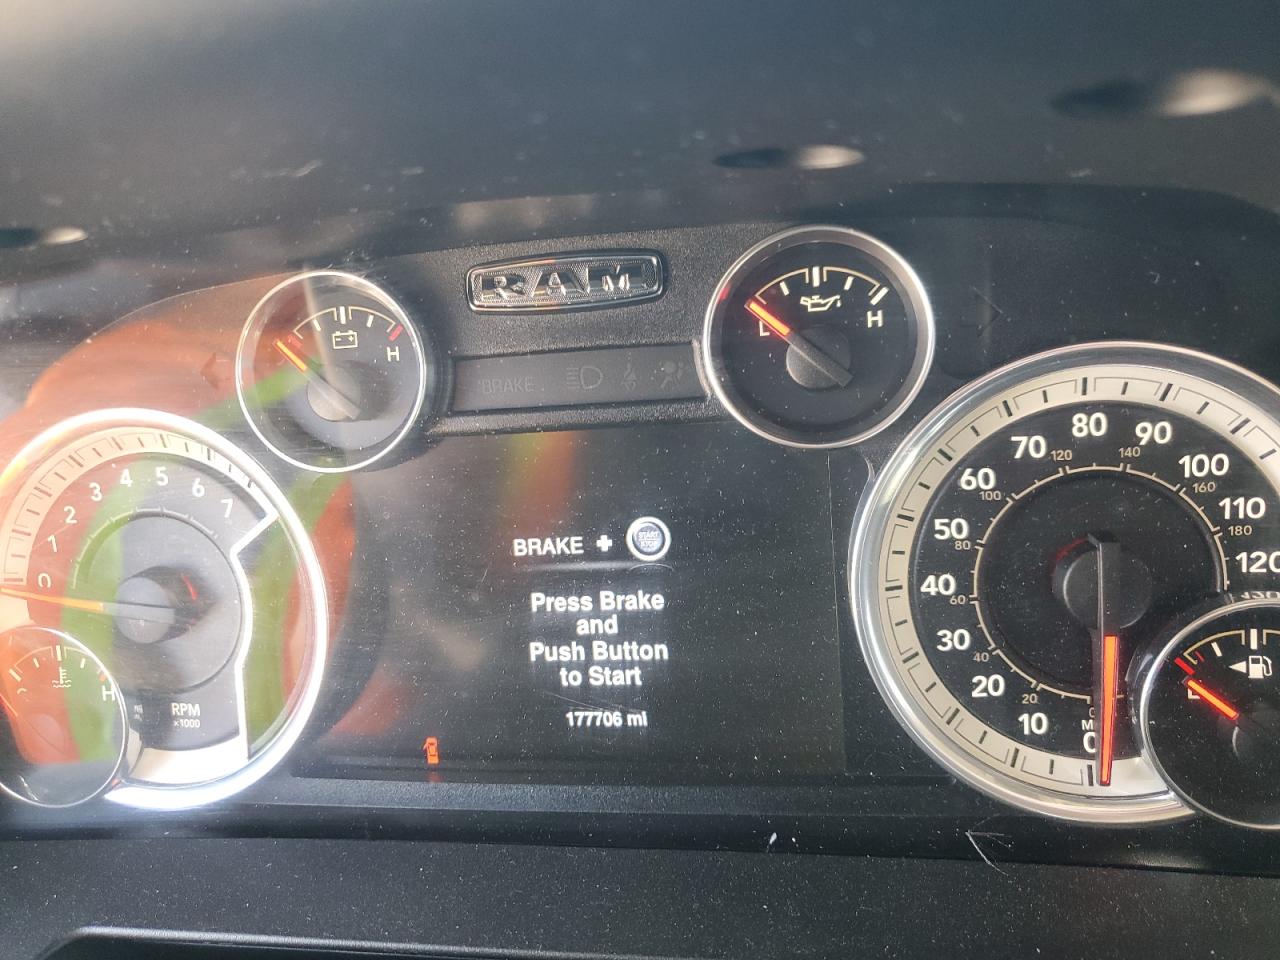 RAM
H
L
H
BRAKE
3 4 5 6 7
2
1
0
RPM
x1000
H
BRAKE + START
STOP
Press Brake
and
Push Button
to Start
177706 mi
80
70 90
120 140
60 100
100 160
50 110
80 180
40 120
60
30
40
20
20
10
0
L